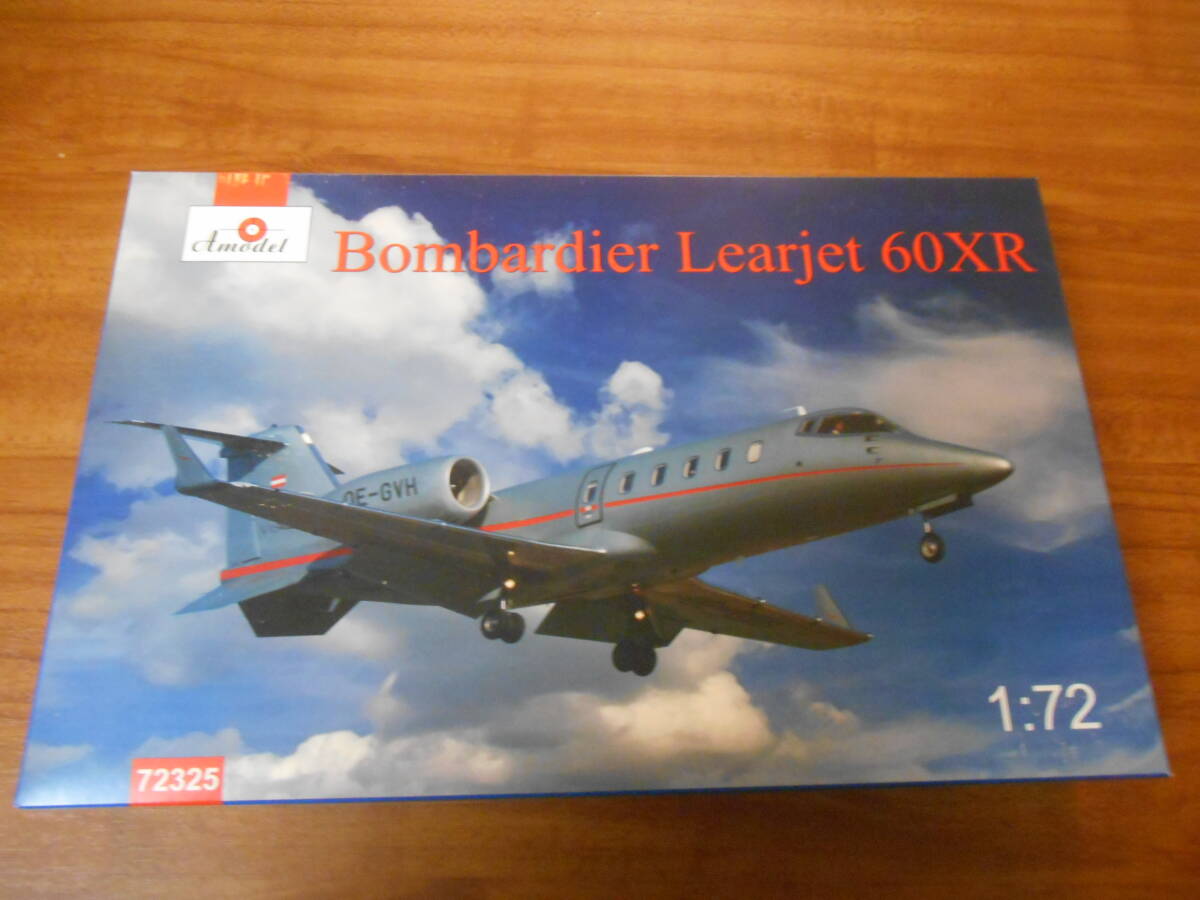 Amodel
Bombardier Learjet 60XR
OE-GVH
1:72
72325